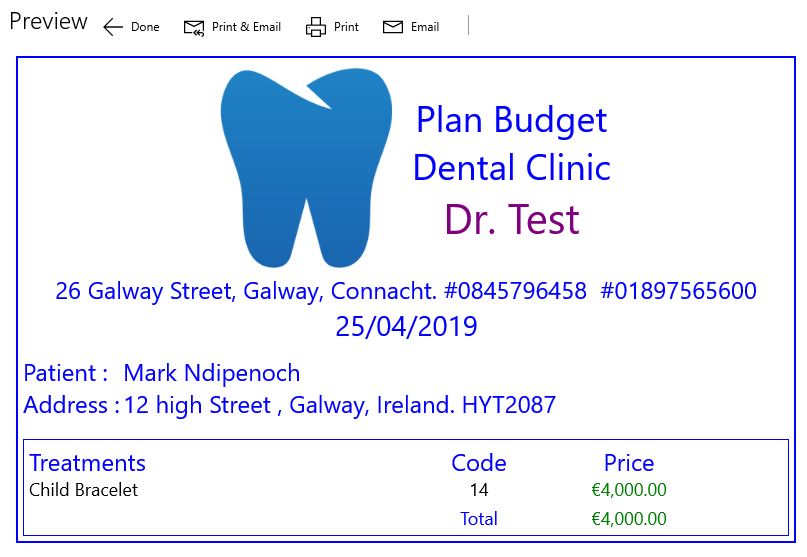 Preview Done Print & Email Print Email
Plan Budget
Dental Clinic
Dr. Test
26 Galway Street, Galway, Connacht. #0845796458 #01897565600
25/04/2019
Patient : Mark Ndipenoch
Address : 12 high Street , Galway, Ireland. HYT2087
Treatments Code Price
Child Bracelet 14 €4,000.00
Total €4,000.00